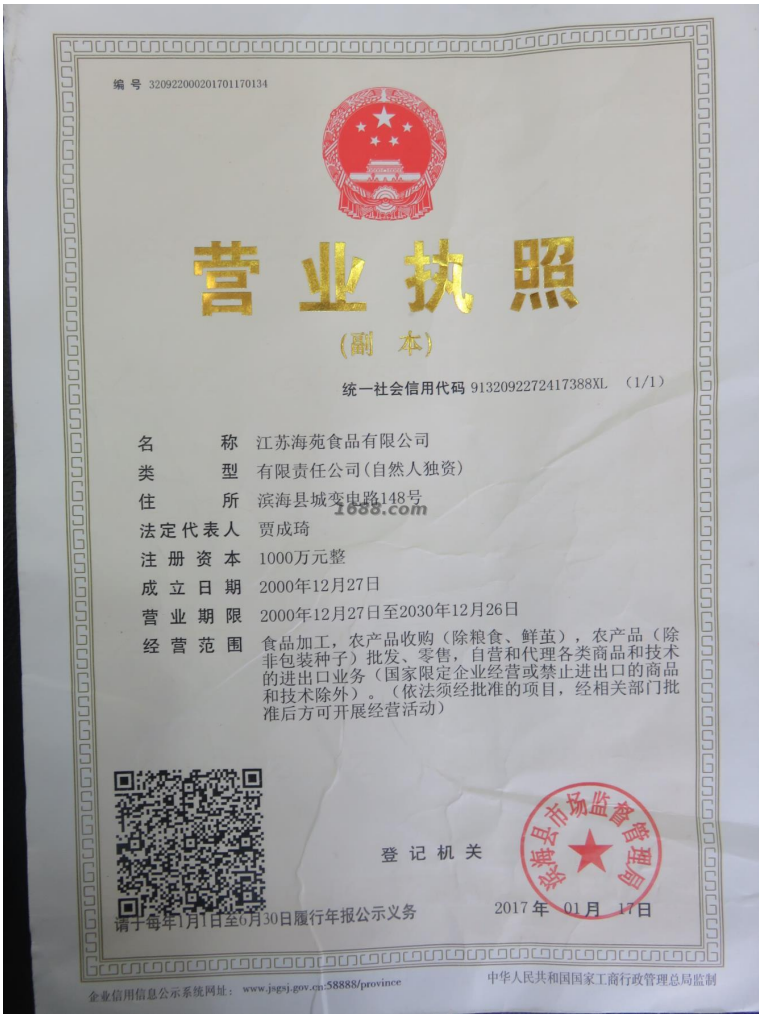 编 号 320922000201701170134
营业执照
(副 本)
统一社会信用代码 9132092272417388XL (1/1)
名 称 江苏海苑食品有限公司
类 型 有限责任公司(自然人独资)
住 所 滨海县城变电路148号
1688.com
法定代表人 贾成琦
注册资本 1000万元整
成立日期 2000年12月27日
营业期限 2000年12月27日至2030年12月26日
经营范围 食品加工，农产品收购（除粮食、鲜茧），农产品（除
非包装种子）批发、零售，自营和代理各类商品和技术
的进出口业务（国家限定企业经营或禁止进出口的商品
和技术除外）。（依法须经批准的项目，经相关部门批
准后方可开展经营活动）
滨海县市场监督管理局
登记机关
2017年 01月 17日
请于每年1月1日至6月30日履行年报公示义务
企业信用信息公示系统网址： www.jsgsj.gov.cn:58888/province
中华人民共和国国家工商行政管理总局监制